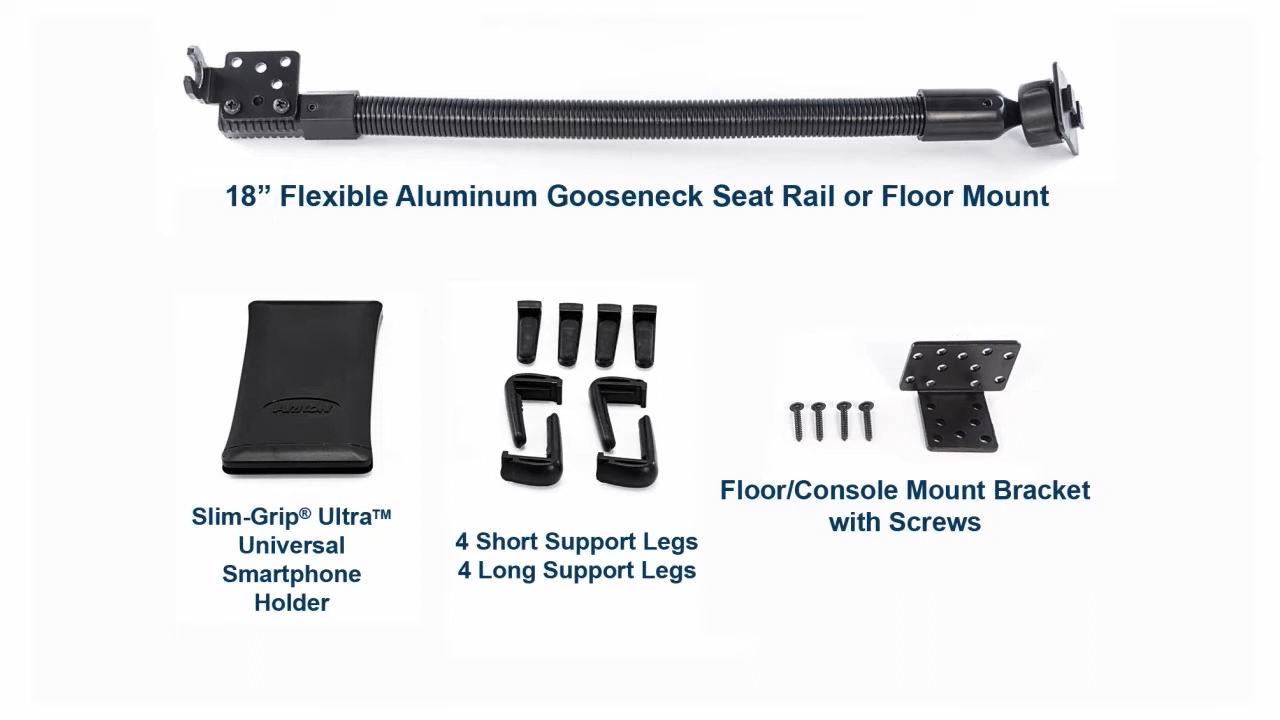 18” Flexible Aluminum Gooseneck Seat Rail or Floor Mount
ARKON
Slim-Grip® Ultra™
Universal
Smartphone
Holder
4 Short Support Legs
4 Long Support Legs
Floor/Console Mount Bracket
with Screws